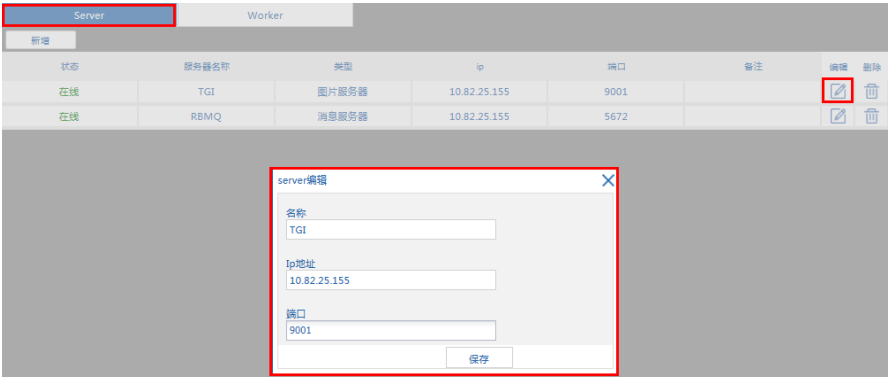 Server Worker
新增
状态 服务器名称 类型 ip 端口 备注 编辑 删除
在线 TGI 图片服务器 10.82.25.155 9001
在线 RBMQ 消息服务器 10.82.25.155 5672
server编辑
名称
TGI
Ip地址
10.82.25.155
端口
9001
保存